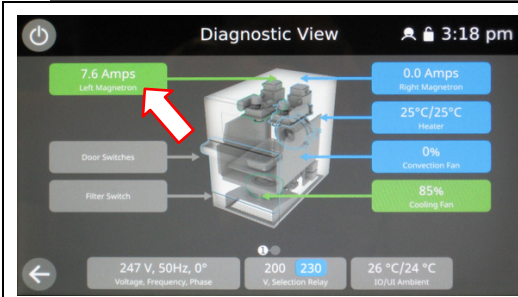 Diagnostic View
3:18 pm
7.6 Amps
Left Magnetron
0.0 Amps
Right Magnetron
25°C/25°C
Heater
Door Switches
0%
Convection Fan
Filter Switch
85%
Cooling Fan
1
247 V, 50Hz, 0°
Voltage, Frequency, Phase
200 230
V, Selection Relay
26 °C/24 °C
IO/UI Ambient